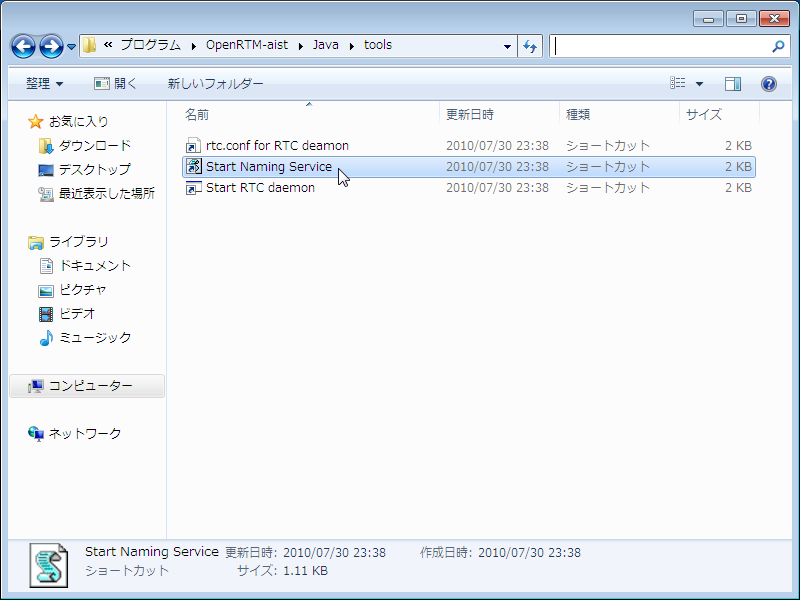 « プログラム ▸ OpenRTM-aist ▸ Java ▸ tools
整理 ▼ 開く 新しいフォルダー
名前 更新日時 種類 サイズ
rtc.conf for RTC deamon 2010/07/30 23:38 ショートカット 2 KB
Start Naming Service 2010/07/30 23:38 ショートカット 2 KB
Start RTC daemon 2010/07/30 23:38 ショートカット 2 KB
お気に入り
ダウンロード
デスクトップ
最近表示した場所
ライブラリ
ドキュメント
ピクチャ
ビデオ
ミュージック
コンピューター
ネットワーク
Start Naming Service 更新日時: 2010/07/30 23:38 作成日時: 2010/07/30 23:38
ショートカット サイズ: 1.11 KB